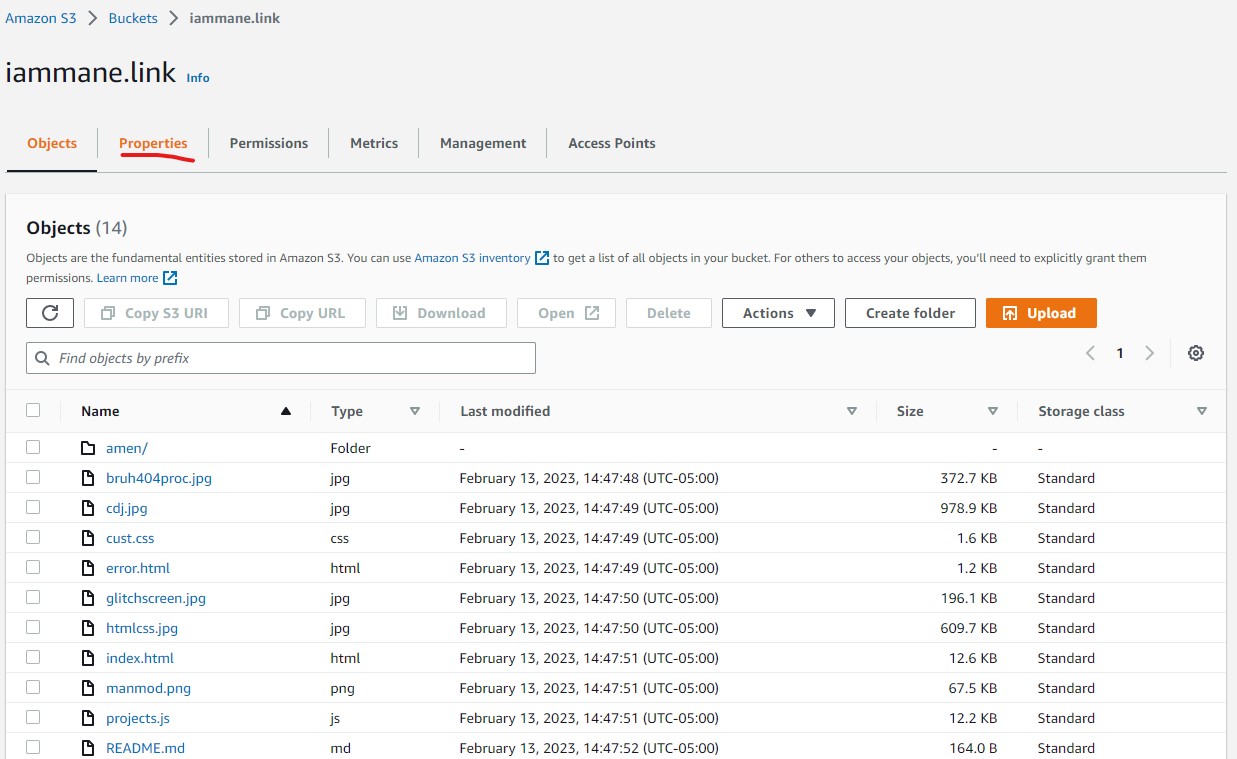 Amazon S3 > Buckets > iammane.link
iammane.link Info
Objects Properties Permissions Metrics Management Access Points
Objects (14)
Objects are the fundamental entities stored in Amazon S3. You can use Amazon S3 inventory to get a list of all objects in your bucket. For others to access your objects, you'll need to explicitly grant them
permissions. Learn more
Copy S3 URI Copy URL Download Open Delete Actions Create folder Upload
Find objects by prefix
1
Name Type Last modified Size Storage class
amen/ Folder - - -
bruh404proc.jpg jpg February 13, 2023, 14:47:48 (UTC-05:00) 372.7 KB Standard
cdj.jpg jpg February 13, 2023, 14:47:49 (UTC-05:00) 978.9 KB Standard
cust.css css February 13, 2023, 14:47:49 (UTC-05:00) 1.6 KB Standard
error.html html February 13, 2023, 14:47:49 (UTC-05:00) 1.2 KB Standard
glitchscreen.jpg jpg February 13, 2023, 14:47:50 (UTC-05:00) 196.1 KB Standard
htmlcss.jpg jpg February 13, 2023, 14:47:50 (UTC-05:00) 609.7 KB Standard
index.html html February 13, 2023, 14:47:51 (UTC-05:00) 12.6 KB Standard
manmod.png png February 13, 2023, 14:47:51 (UTC-05:00) 67.5 KB Standard
projects.js js February 13, 2023, 14:47:51 (UTC-05:00) 12.2 KB Standard
README.md md February 13, 2023, 14:47:52 (UTC-05:00) 164.0 B Standard